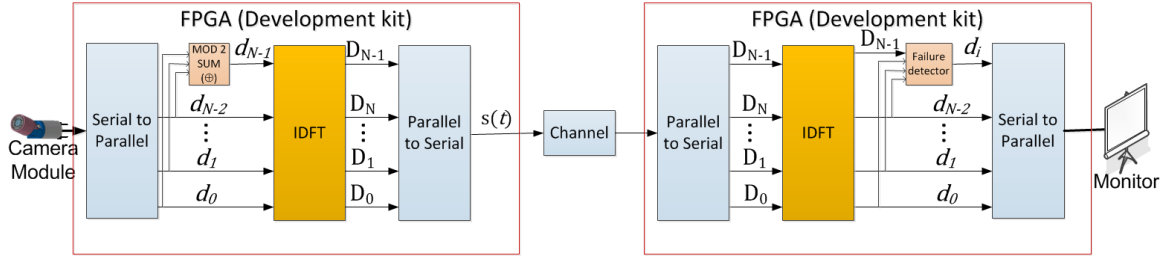 FPGA (Development kit)
FPGA (Development kit)
Camera
Module
Serial to
Parallel
MOD 2
SUM
(⊕)
d_{N-1}
d_{N-2}
⋮
d_1
d_0
IDFT
D_{N-1}
D_N
⋮
D_1
D_0
Parallel
to Serial
s(t)
Channel
Parallel
to Serial
D_{N-1}
D_N
⋮
D_1
D_0
IDFT
D_{N-1}
Failure
detector
d_i
d_{N-2}
⋮
d_1
d_0
Serial to
Parallel
Monitor